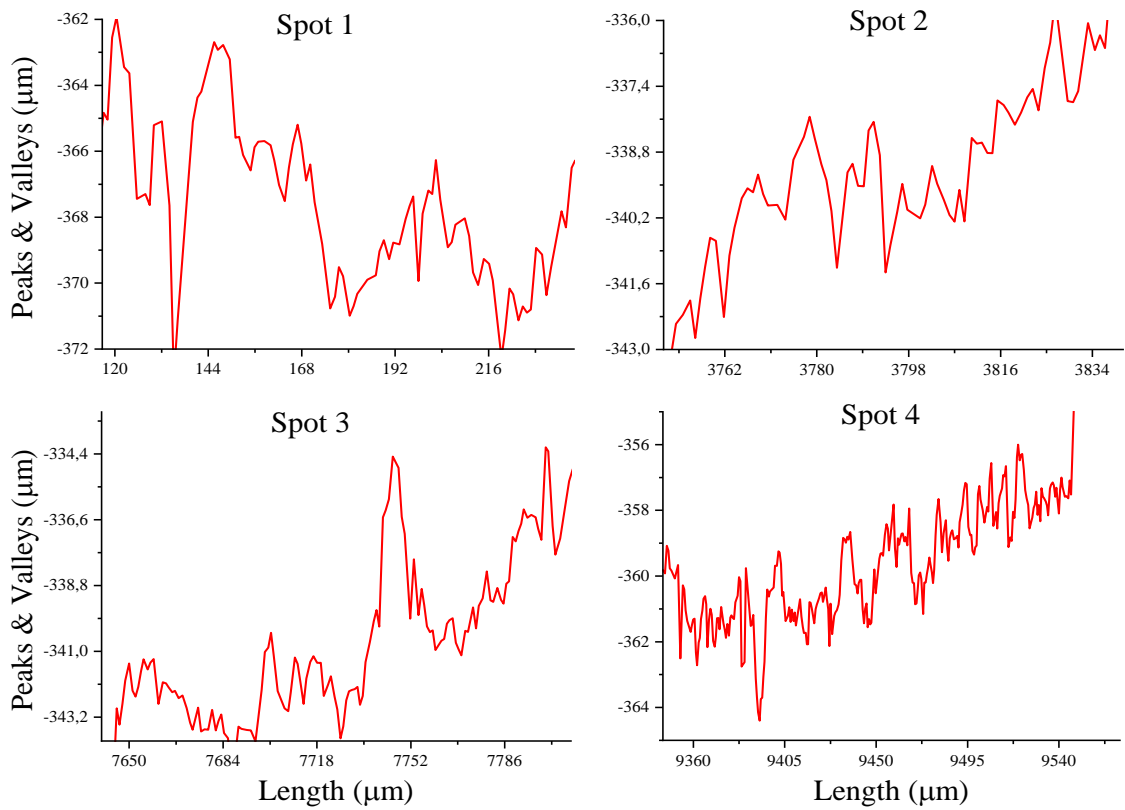 Spot 1
Peaks & Valleys (μm)
-362
-364
-366
-368
-370
-372
120 144 168 192 216
Spot 2
-336.0
-337.4
-338.8
-340.2
-341.6
-343.0
3762 3780 3798 3816 3834
Spot 3
Peaks & Valleys (μm)
-334,4
-336,6
-338,8
-341,0
-343,2
7650 7684 7718 7752 7786
Length (μm)
Spot 4
-356
-358
-360
-362
-364
9360 9405 9450 9495 9540
Length (μm)